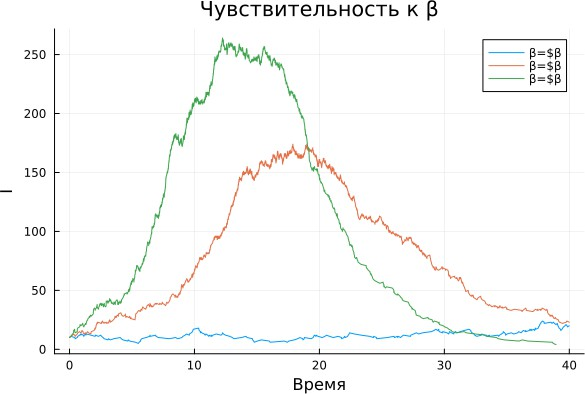 Чувствительность к β
250
200
150
100
50
0
I
0 10 20 30 40
Время
β=$β
β=$β
β=$β